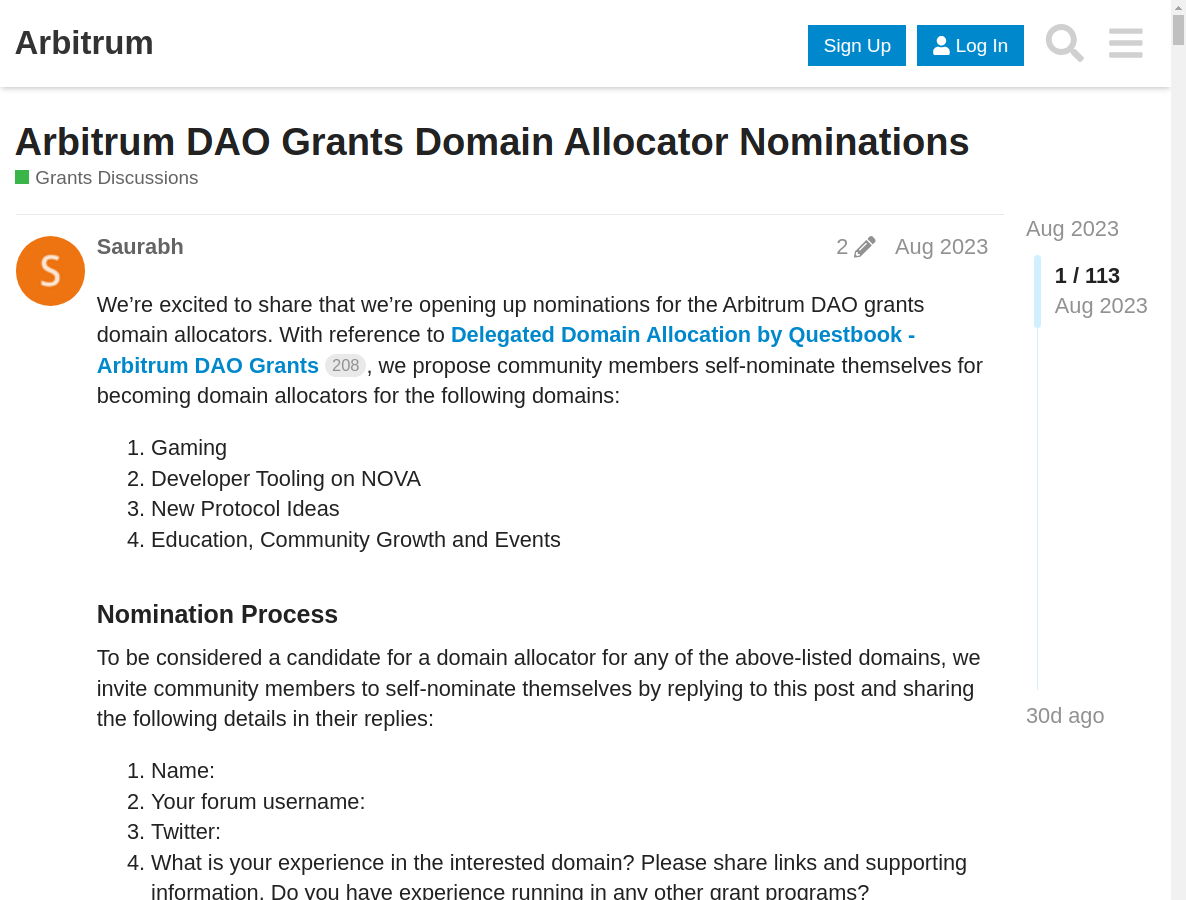 Arbitrum
Sign Up
Log In
Arbitrum DAO Grants Domain Allocator Nominations
Grants Discussions
S
Saurabh
2
Aug 2023
We’re excited to share that we’re opening up nominations for the Arbitrum DAO grants
domain allocators. With reference to Delegated Domain Allocation by Questbook -
Arbitrum DAO Grants 208, we propose community members self-nominate themselves for
becoming domain allocators for the following domains:
1. Gaming
2. Developer Tooling on NOVA
3. New Protocol Ideas
4. Education, Community Growth and Events
Nomination Process
To be considered a candidate for a domain allocator for any of the above-listed domains, we
invite community members to self-nominate themselves by replying to this post and sharing
the following details in their replies:
1. Name:
2. Your forum username:
3. Twitter:
4. What is your experience in the interested domain? Please share links and supporting
information. Do you have experience running in any other grant programs?
Aug 2023
1 / 113
Aug 2023
30d ago